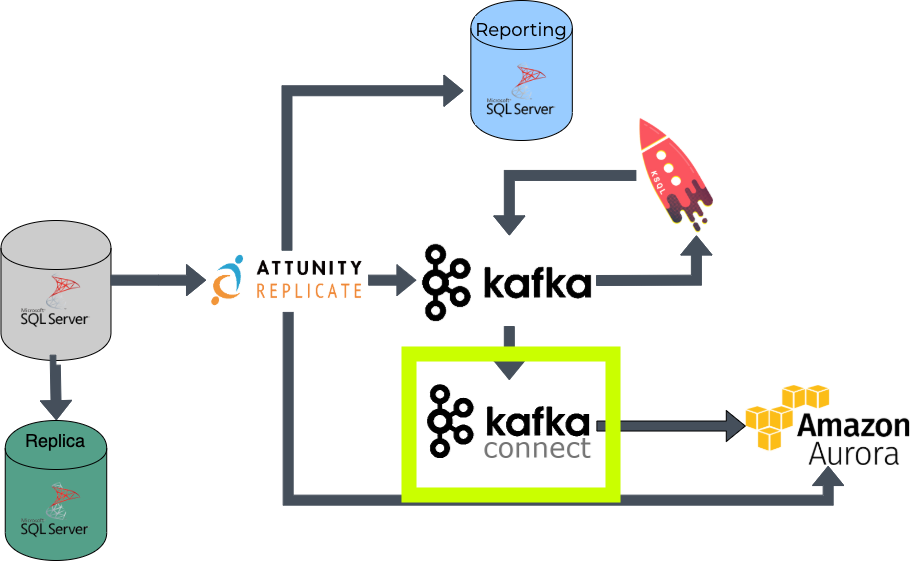 Reporting
Microsoft
SQL Server
KSQL
ATTUNITY
REPLICATE
kafka
Microsoft
SQL Server
kafka
connect
Amazon
Aurora
Replica
Microsoft
SQL Server